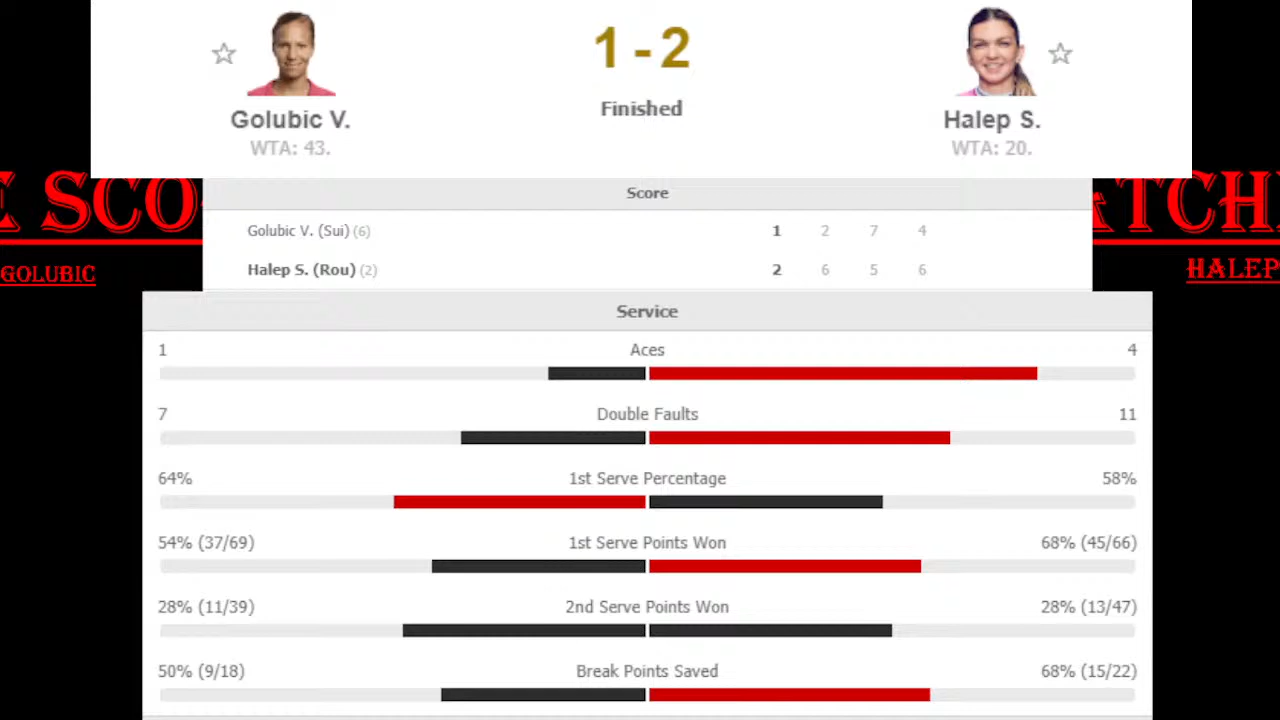 1 - 2
Finished
Golubic V.
Halep S.
WTA: 43.
WTA: 20.
E SCO
ATCH
Score
Golubic V. (Sui) (6) 1 2 7 4
Halep S. (Rou) (2) 2 6 5 6
GOLUBIC
HALEP
Service
1 Aces 4
7 Double Faults 11
64% 1st Serve Percentage 58%
54% (37/69) 1st Serve Points Won 68% (45/66)
28% (11/39) 2nd Serve Points Won 28% (13/47)
50% (9/18) Break Points Saved 68% (15/22)